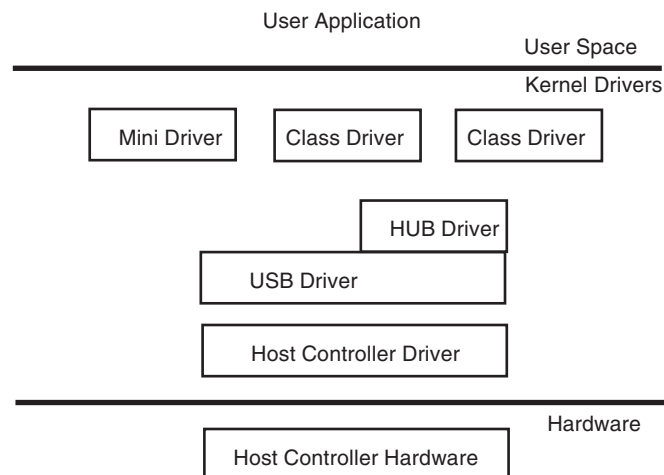 User Application
User Space
Kernel Drivers
Mini Driver
Class Driver
Class Driver
HUB Driver
USB Driver
Host Controller Driver
Hardware
Host Controller Hardware